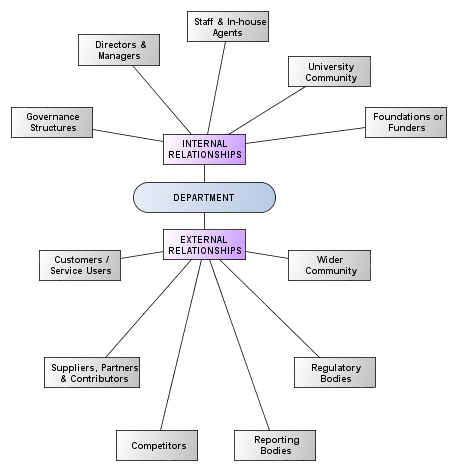 Staff & In-house
Agents
Directors &
Managers
University
Community
Governance
Structures
Foundations or
Funders
INTERNAL
RELATIONSHIPS
DEPARTMENT
EXTERNAL
RELATIONSHIPS
Customers /
Service Users
Wider
Community
Suppliers, Partners
& Contributors
Regulatory
Bodies
Competitors
Reporting
Bodies